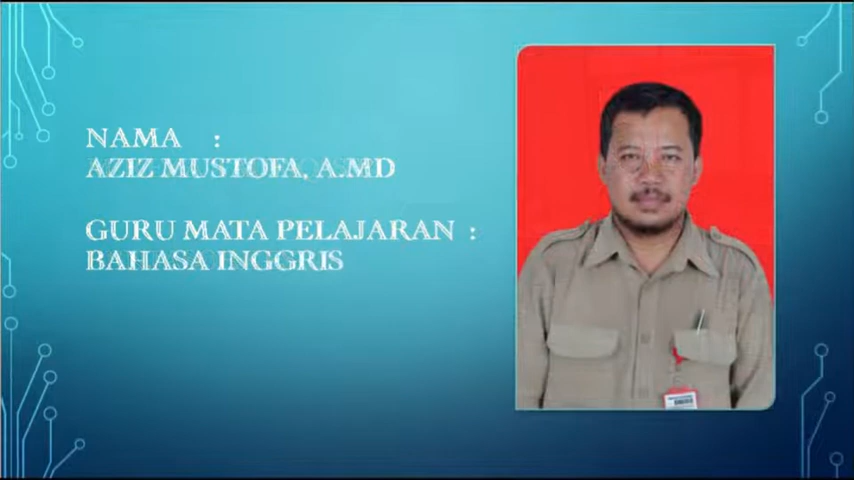 NAMA :
AZIZ MUSTOFA, A.MD
GURU MATA PELAJARAN :
BAHASA INGGRIS